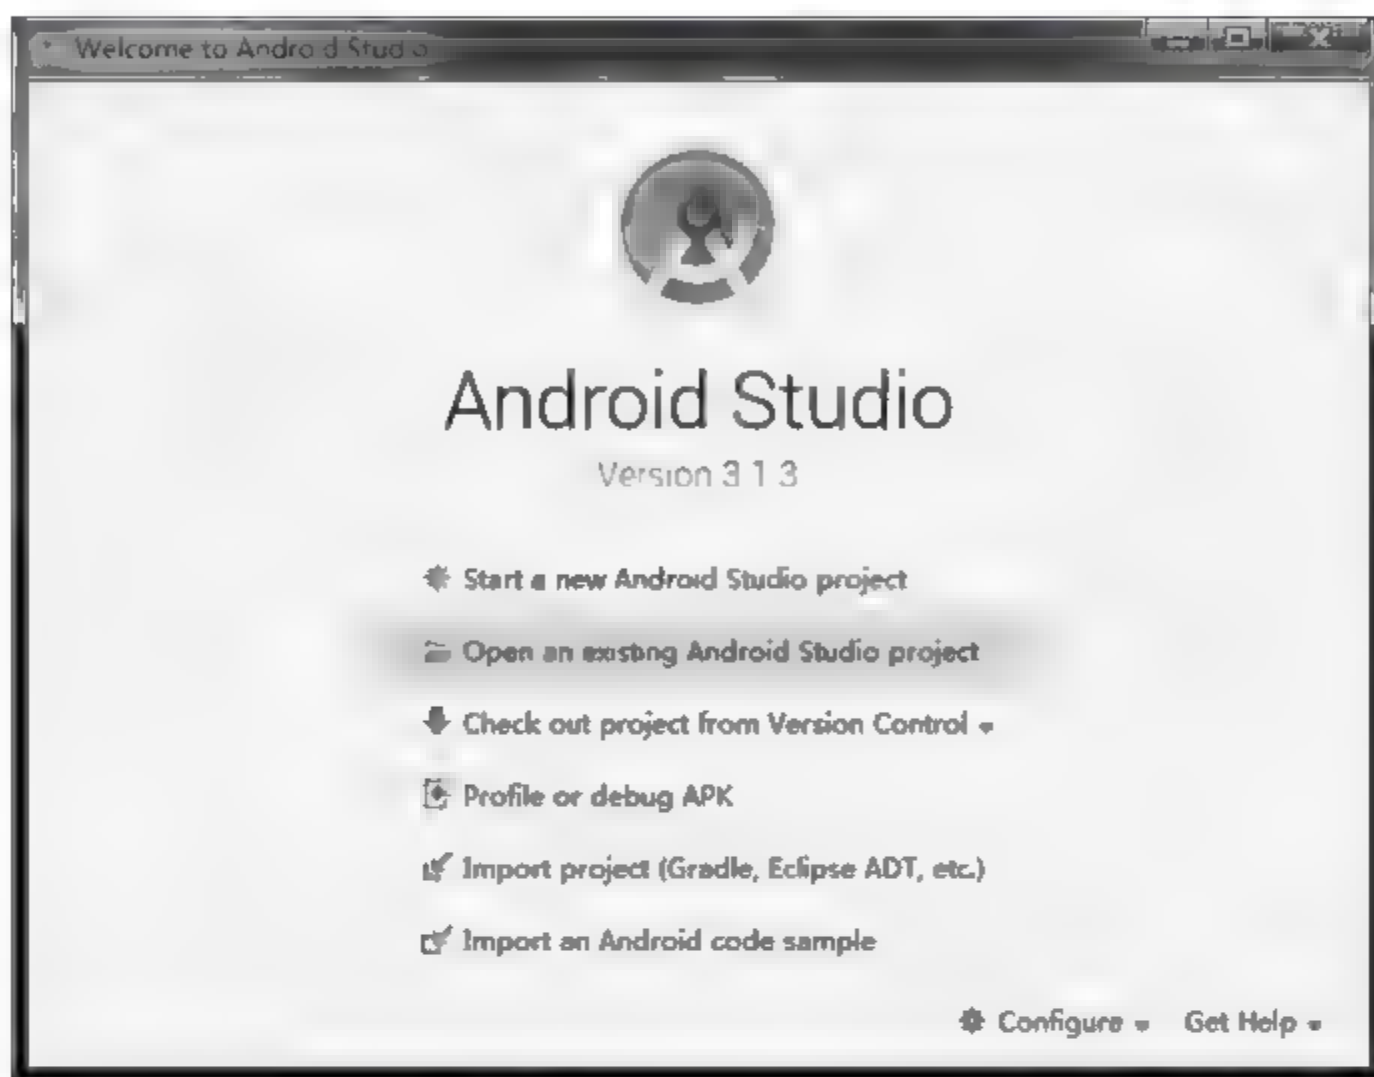 Welcome to Android Studio
Android Studio
Version 3.1.3
Start a new Android Studio project
Open an existing Android Studio project
Check out project from Version Control
Profile or debug APK
Import project (Gradle, Eclipse ADT, etc.)
Import an Android code sample
Configure
Get Help